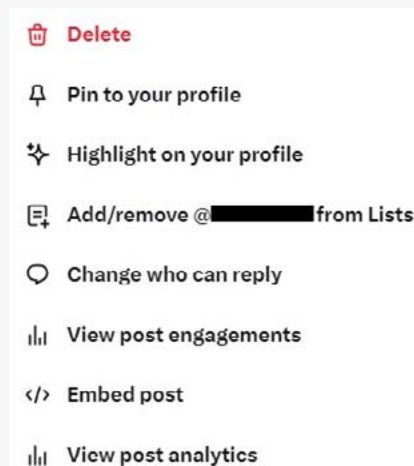 Delete
Pin to your profile
Highlight on your profile
Add/remove @ from Lists
Change who can reply
View post engagements
Embed post
View post analytics